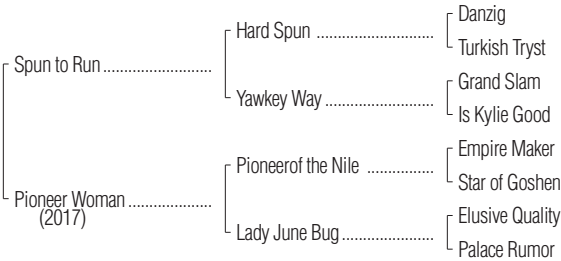 Danzig
Hard Spun ............................
Turkish Tryst
Spun to Run ..........................
Grand Slam
Yawkey Way ..........................
Is Kylie Good
Empire Maker
Pioneerof the Nile ................
Star of Goshen
Pioneer Woman ....................
(2017)
Elusive Quality
Lady June Bug ......................
Palace Rumor